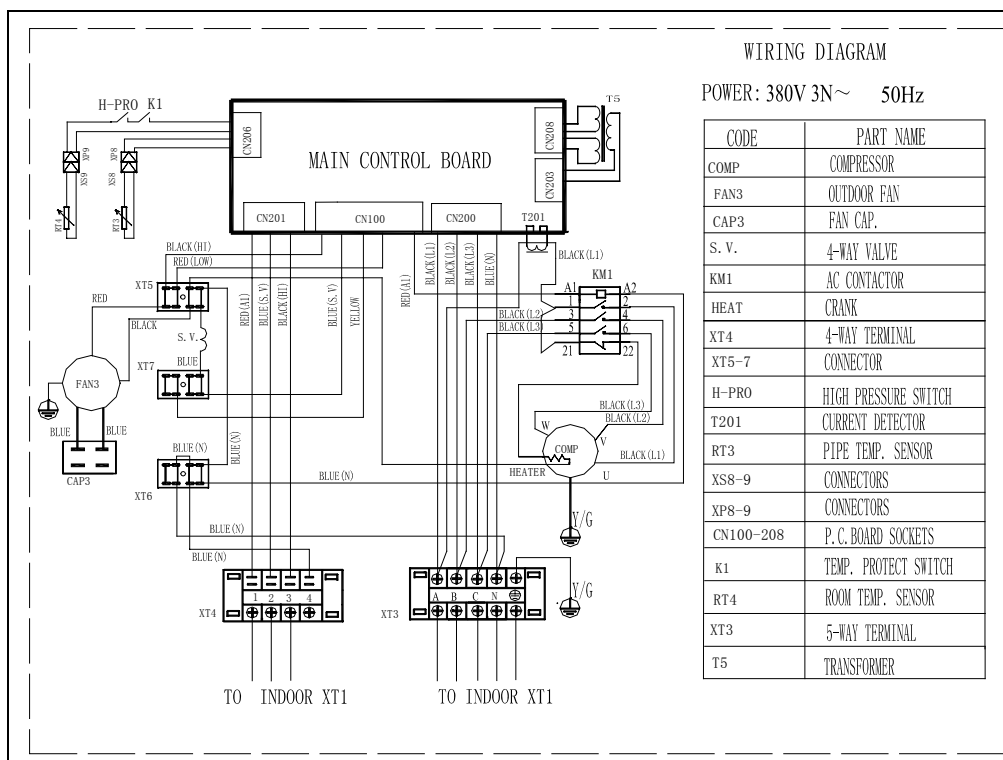 WIRING DIAGRAM
POWER: 380V 3N～ 50Hz
CODE PART NAME
COMP COMPRESSOR
FAN3 OUTDOOR FAN
CAP3 FAN CAP.
S. V. 4-WAY VALVE
KM1 AC CONTACTOR
HEAT CRANK
XT4 4-WAY TERMINAL
XT5-7 CONNECTOR
H-PRO HIGH PRESSURE SWITCH
T201 CURRENT DETECTOR
RT3 PIPE TEMP. SENSOR
XS8-9 CONNECTORS
XP8-9 CONNECTORS
CN100-208 P.C.BOARD SOCKETS
K1 TEMP. PROTECT SWITCH
RT4 ROOM TEMP. SENSOR
XT3 5-WAY TERMINAL
T5 TRANSFORMER
H-PRO K1
T5
CN206
CN208
MAIN CONTROL BOARD
CN203
XP9
XP8
XS9
XS8
RT4
RT3
CN201
CN100
CN200
T201
BLACK(HI)
RED(LOW)
BLACK(L1)
KM1
XT5
RED
BLACK
RED(A1)
BLUE(S.V)
BLACK(HI)
BLUE(S.V)
YELLOW
RED(A1)
BLACK(L1)
BLACK(L2)
BLACK(L3)
BLUE(N)
A1 A2
1 2
BLACK(L2) 3 4
BLACK(L3) 5 6
21 22
S. V.
BLUE
XT7
FAN3
BLUE
BLUE
CAP3
BLUE(N)
BLUE(N)
XT6
BLUE(N)
BLACK(L3)
BLACK(L2)
W
V
COMP
BLACK(L1)
HEATER
U
Y/G
BLUE(N)
BLUE(N)
XT4
1 2 3 4
XT3
A B C N
Y/G
TO INDOOR XT1
TO INDOOR XT1